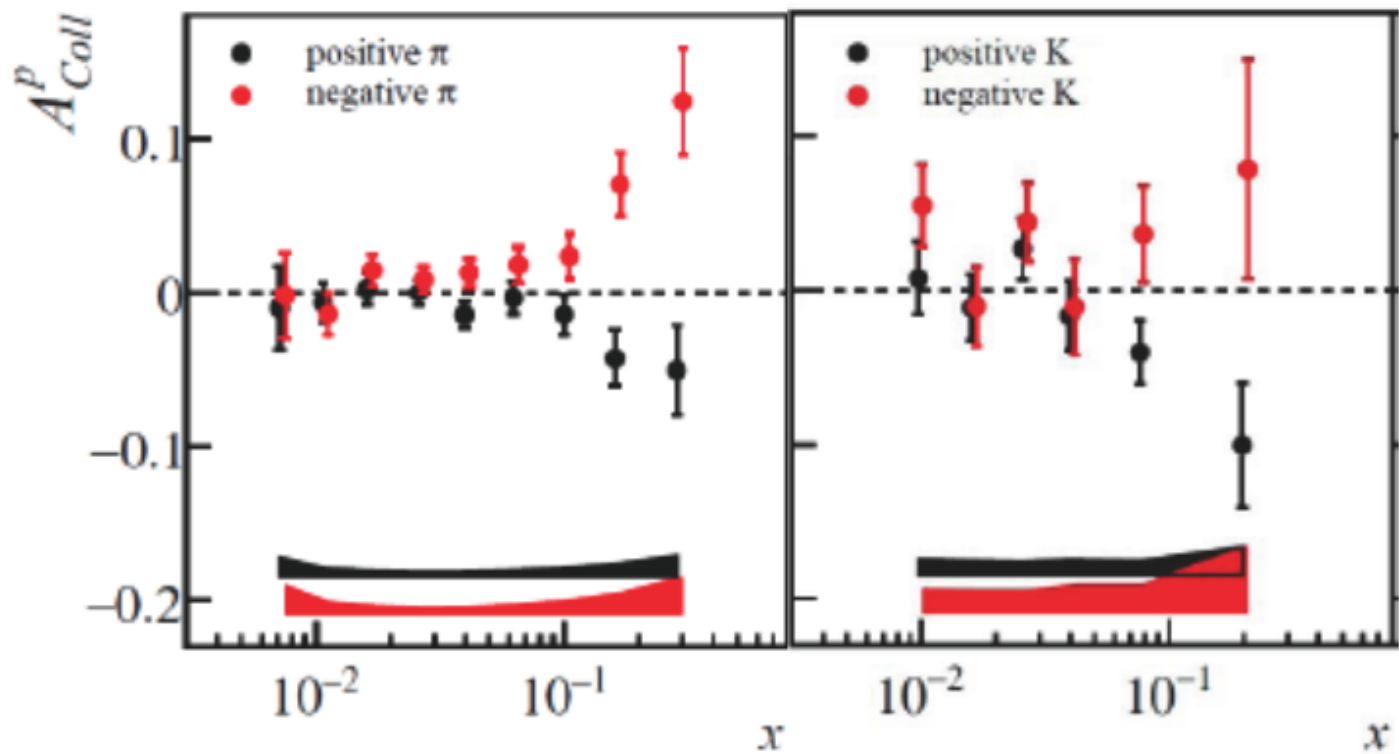 A^p_Coll
positive π
negative π
0.1
0
−0.1
−0.2
10^−2
10^−1
x
positive K
negative K
10^−2
10^−1
x